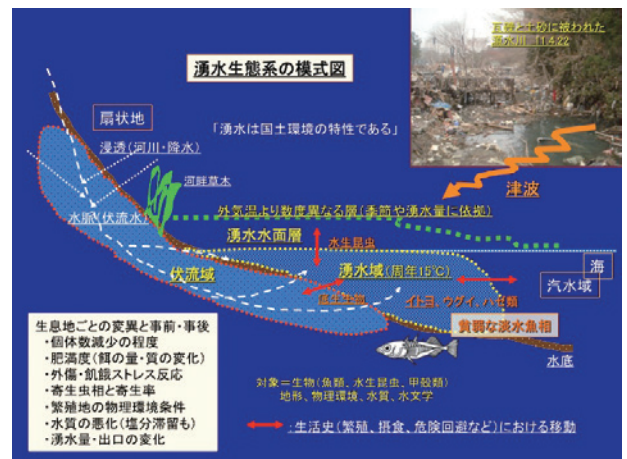 瓦礫と土砂に被われた
湧水川 11.4.22
湧水生態系の模式図
扇状地
「湧水は国土環境の特性である」
浸透(河川・降水)
津波
河畔草木
水脈(伏流水)
外気温より数度異なる層(季節や湧水量に依拠)
湧水水面層
水生昆虫
海
伏流域
湧水域(周年15℃)
汽水域
底生生物
イトヨ、ウグイ、ハゼ類
貧弱な淡水魚相
水底
生息地ごとの変異と事前・事後
・個体数減少の程度
・肥満度(餌の量・質の変化)
・外傷・飢餓ストレス反応
・寄生虫相と寄生率
・繁殖地の物理環境条件
・水質の悪化(塩分滞留も)
・湧水量・出口の変化
対象=生物(魚類、水生昆虫、甲殻類)
地形、物理環境、水質、水文学
:生活史(繁殖、摂食、危険回避など)における移動